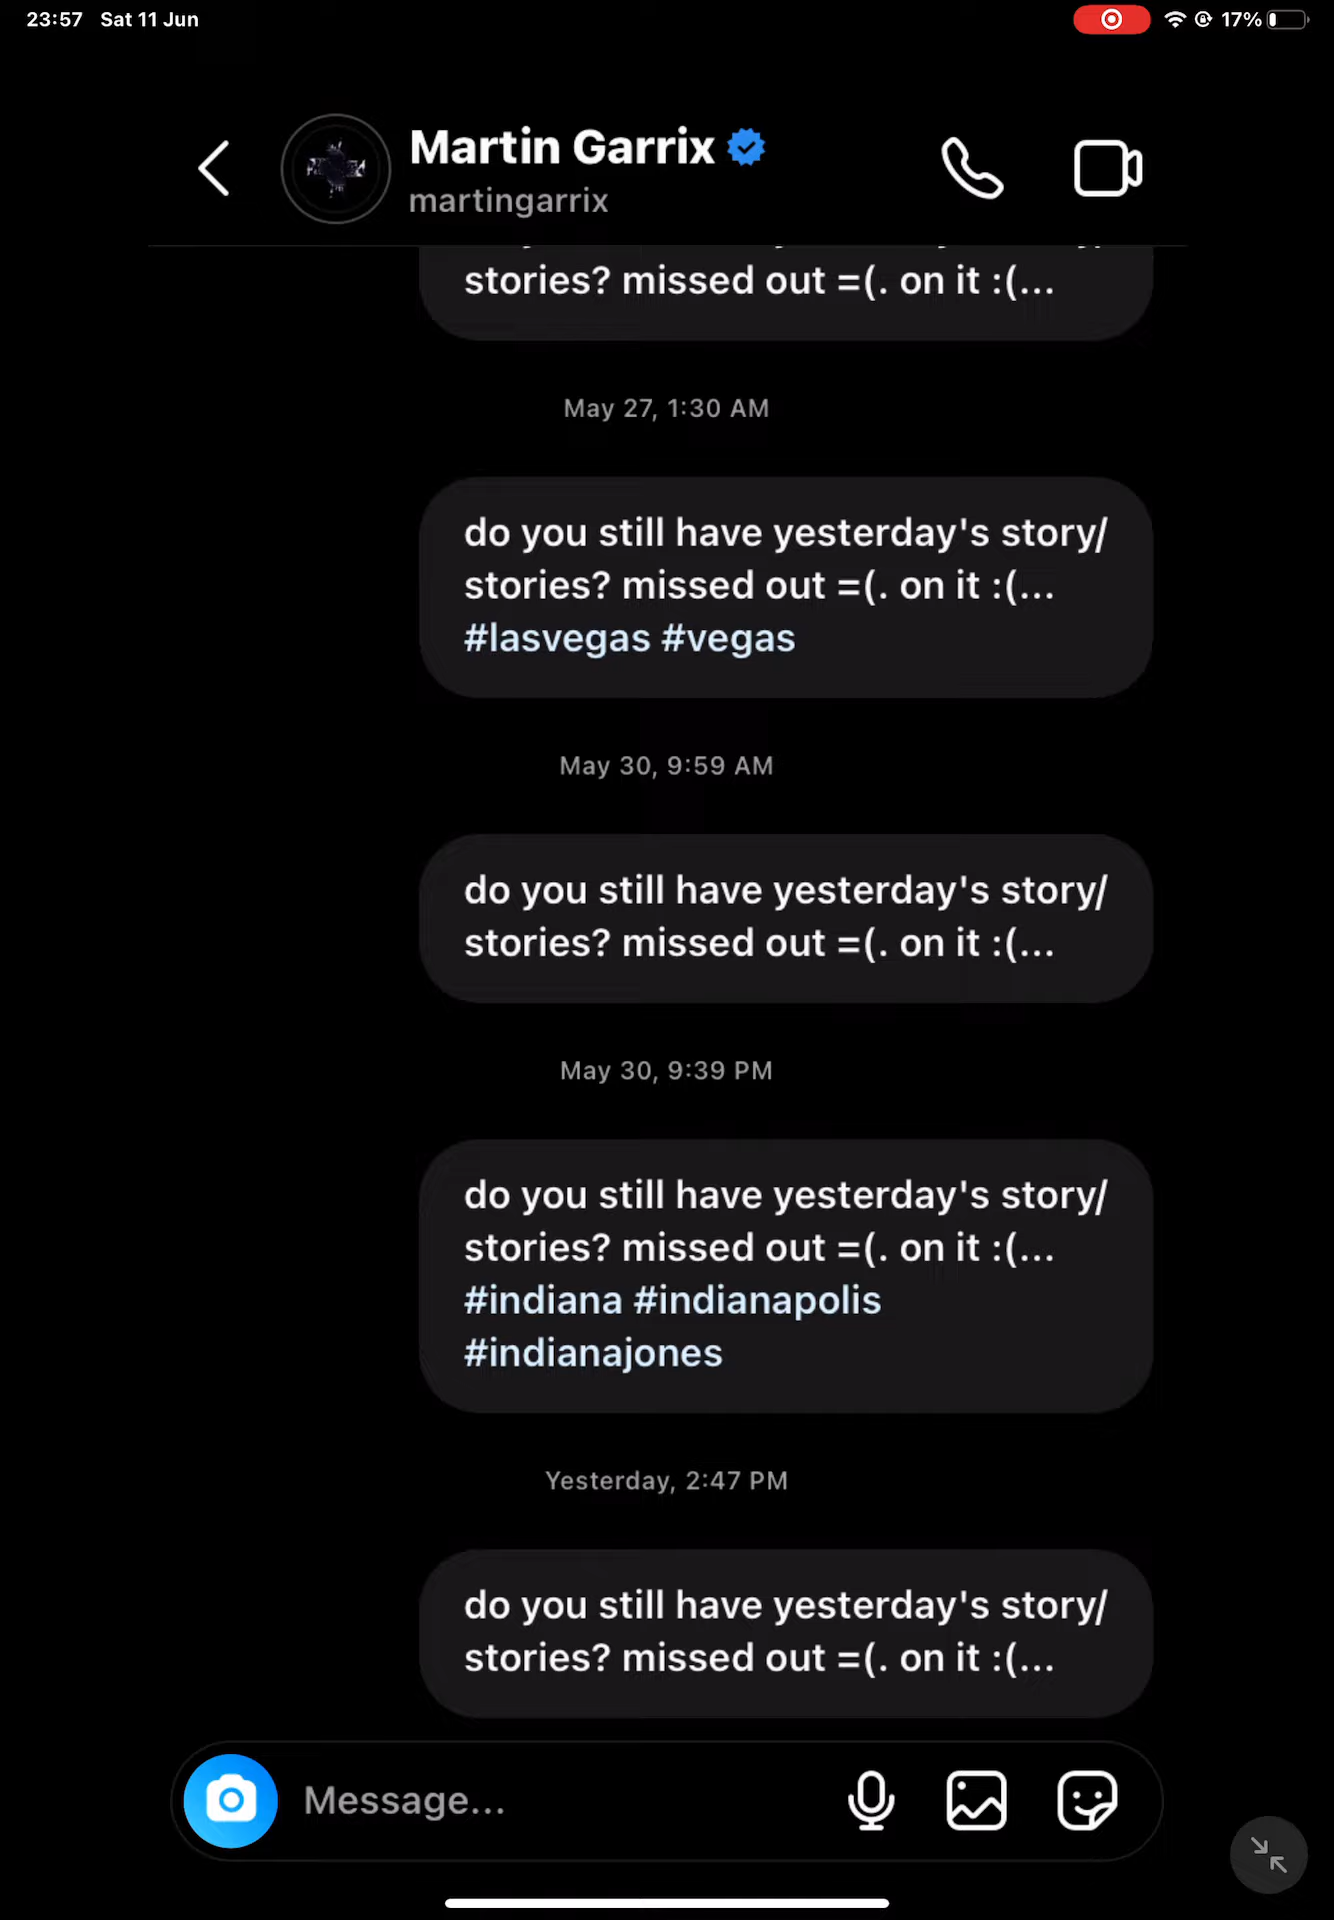 23:57 Sat 11 Jun 17%
Martin Garrix
martingarrix
stories? missed out =(. on it :(...
May 27, 1:30 AM
do you still have yesterday's story/
stories? missed out =(. on it :(...
#lasvegas #vegas
May 30, 9:59 AM
do you still have yesterday's story/
stories? missed out =(. on it :(...
May 30, 9:39 PM
do you still have yesterday's story/
stories? missed out =(. on it :(...
#indiana #indianapolis
#indianajones
Yesterday, 2:47 PM
do you still have yesterday's story/
stories? missed out =(. on it :(...
Message...